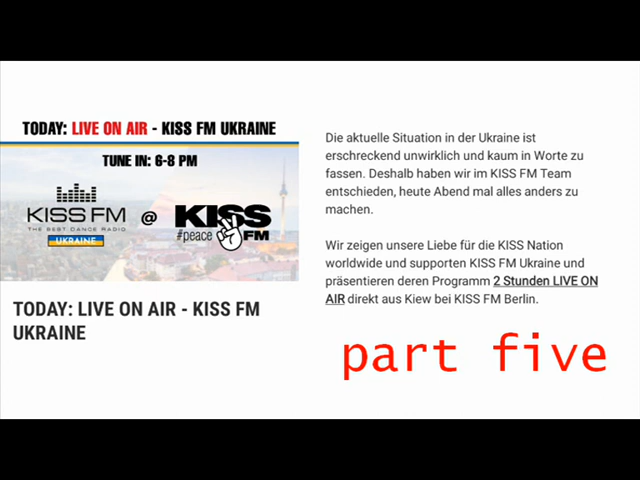 TODAY: LIVE ON AIR - KISS FM UKRAINE
TUNE IN: 6-8 PM
KISS FM
THE BEST DANCE RADIO
UKRAINE
@
KISS
#peace
FM
TODAY: LIVE ON AIR - KISS FM
UKRAINE
Die aktuelle Situation in der Ukraine ist
erschreckend unwirklich und kaum in Worte zu
fassen. Deshalb haben wir im KISS FM Team
entschieden, heute Abend mal alles anders zu
machen.
Wir zeigen unsere Liebe für die KISS Nation
worldwide und supporten KISS FM Ukraine und
präsentieren deren Programm 2 Stunden LIVE ON
AIR direkt aus Kiew bei KISS FM Berlin.
part five